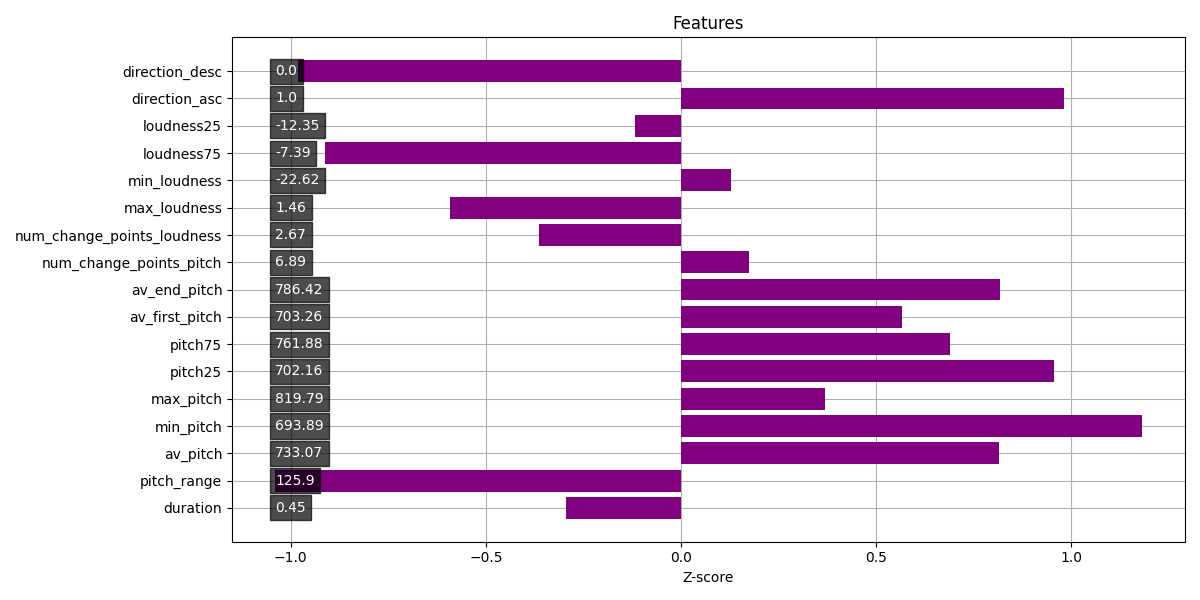 Features
direction_desc 0.0
direction_asc 1.0
loudness25 -12.35
loudness75 -7.39
min_loudness -22.62
max_loudness 1.46
num_change_points_loudness 2.67
num_change_points_pitch 6.89
av_end_pitch 786.42
av_first_pitch 703.26
pitch75 761.88
pitch25 702.16
max_pitch 819.79
min_pitch 693.89
av_pitch 733.07
pitch_range 125.9
duration 0.45
−1.0 −0.5 0.0 0.5 1.0
Z-score